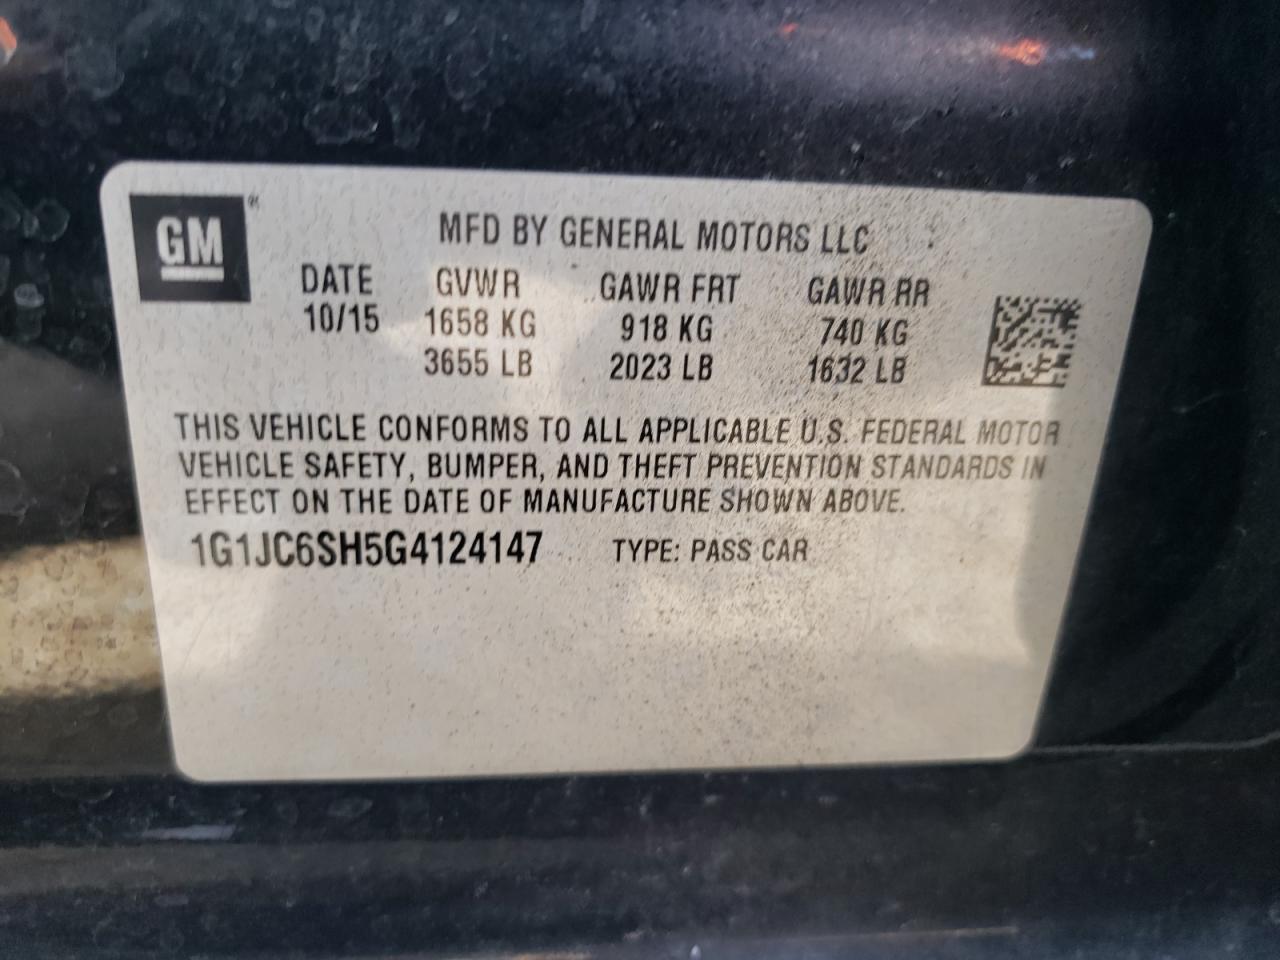 GM®
MFD BY GENERAL MOTORS LLC
DATE GVWR GAWR FRT GAWR RR
10/15 1658 KG 918 KG 740 KG
3655 LB 2023 LB 1632 LB
THIS VEHICLE CONFORMS TO ALL APPLICABLE U.S. FEDERAL MOTOR
VEHICLE SAFETY, BUMPER, AND THEFT PREVENTION STANDARDS IN
EFFECT ON THE DATE OF MANUFACTURE SHOWN ABOVE.
1G1JC6SH5G4124147 TYPE: PASS CAR